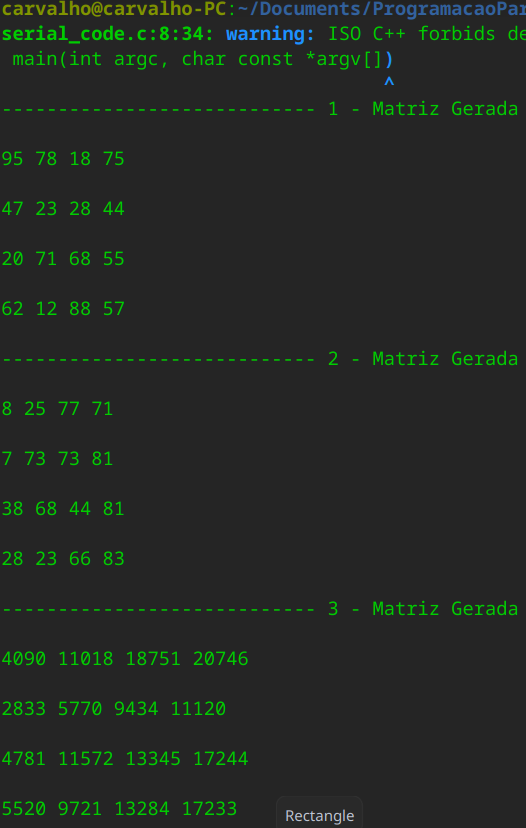 carvalho@carvalho-PC:~/Documents/ProgramacaoPar
serial_code.c:8:34: warning: ISO C++ forbids de
main(int argc, char const *argv[])
^
---------------------------- 1 - Matriz Gerada
95 78 18 75
47 23 28 44
20 71 68 55
62 12 88 57
---------------------------- 2 - Matriz Gerada
8 25 77 71
7 73 73 81
38 68 44 81
28 23 66 83
---------------------------- 3 - Matriz Gerada
4090 11018 18751 20746
2833 5770 9434 11120
4781 11572 13345 17244
5520 9721 13284 17233
Rectangle